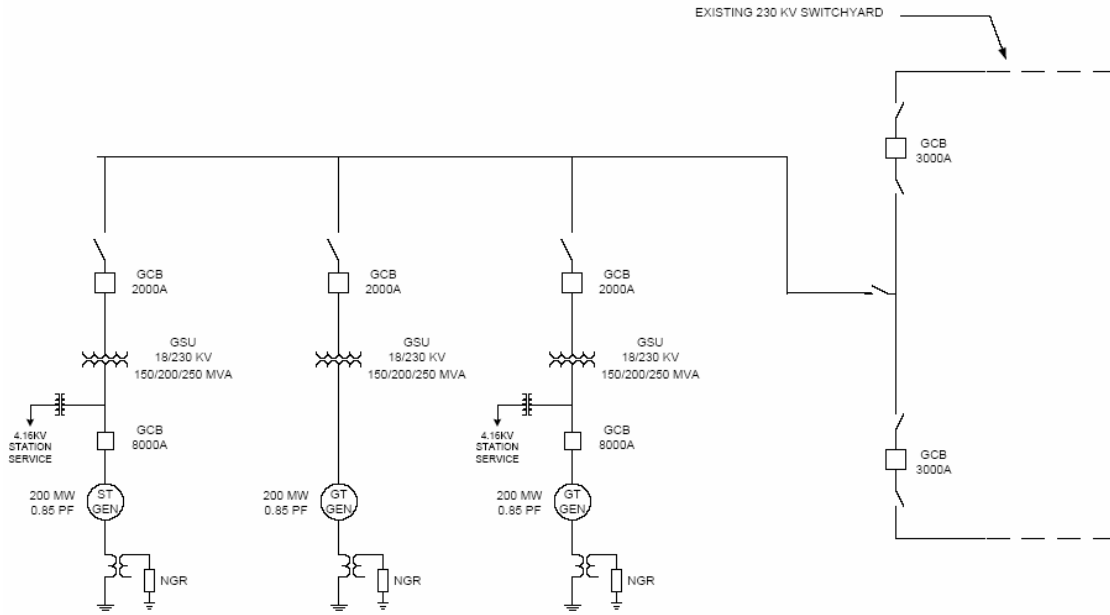 EXISTING 230 KV SWITCHYARD
GCB
3000A
GCB
2000A
GCB
2000A
GCB
2000A
GSU
18/230 KV
150/200/250 MVA
GSU
18/230 KV
150/200/250 MVA
GSU
18/230 KV
150/200/250 MVA
4.16KV
STATION
SERVICE
GCB
8000A
4.16KV
STATION
SERVICE
GCB
8000A
GCB
3000A
200 MW
0.85 PF
ST
GEN
200 MW
0.85 PF
GT
GEN
200 MW
0.85 PF
GT
GEN
NGR
NGR
NGR